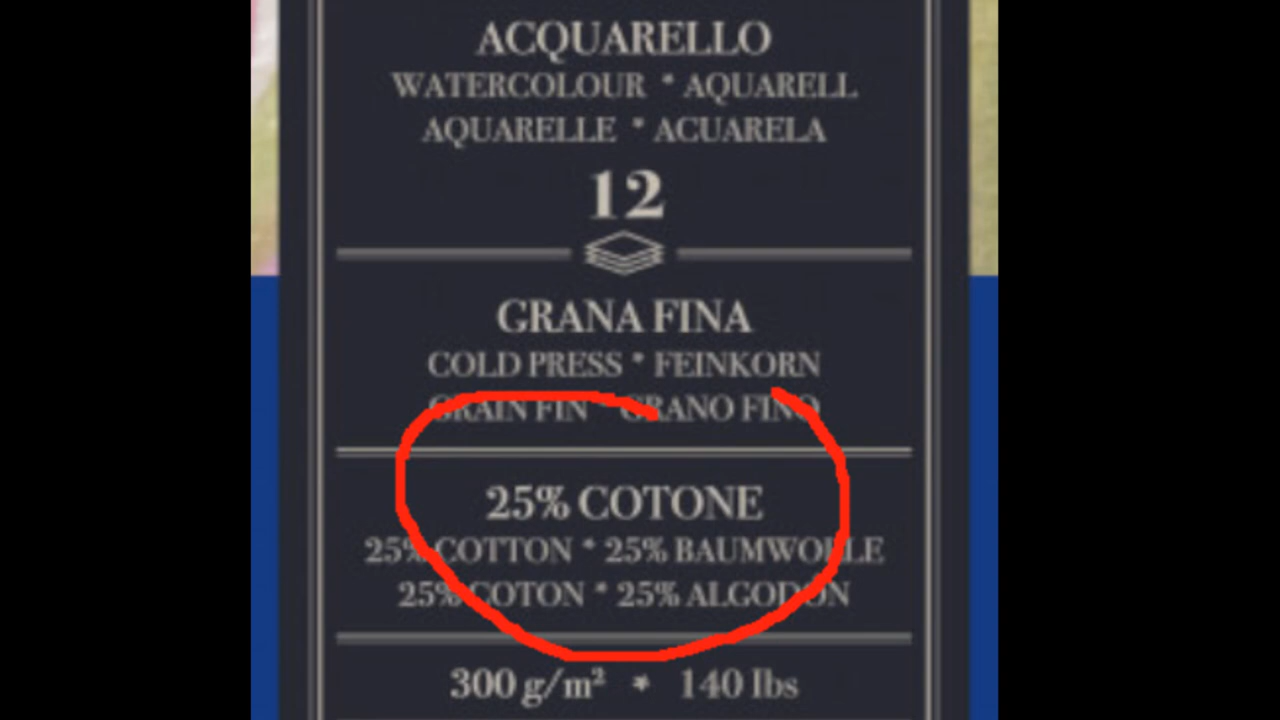 ACQUARELLO
WATERCOLOUR * AQUARELL
AQUARELLE * ACUARELA
12
GRANA FINA
COLD PRESS * FEINKORN
GRAIN FIN * GRANO FINO
25% COTONE
25% COTTON * 25% BAUMWOLLE
25% COTON * 25% ALGODÓN
300 g/m² * 140 lbs